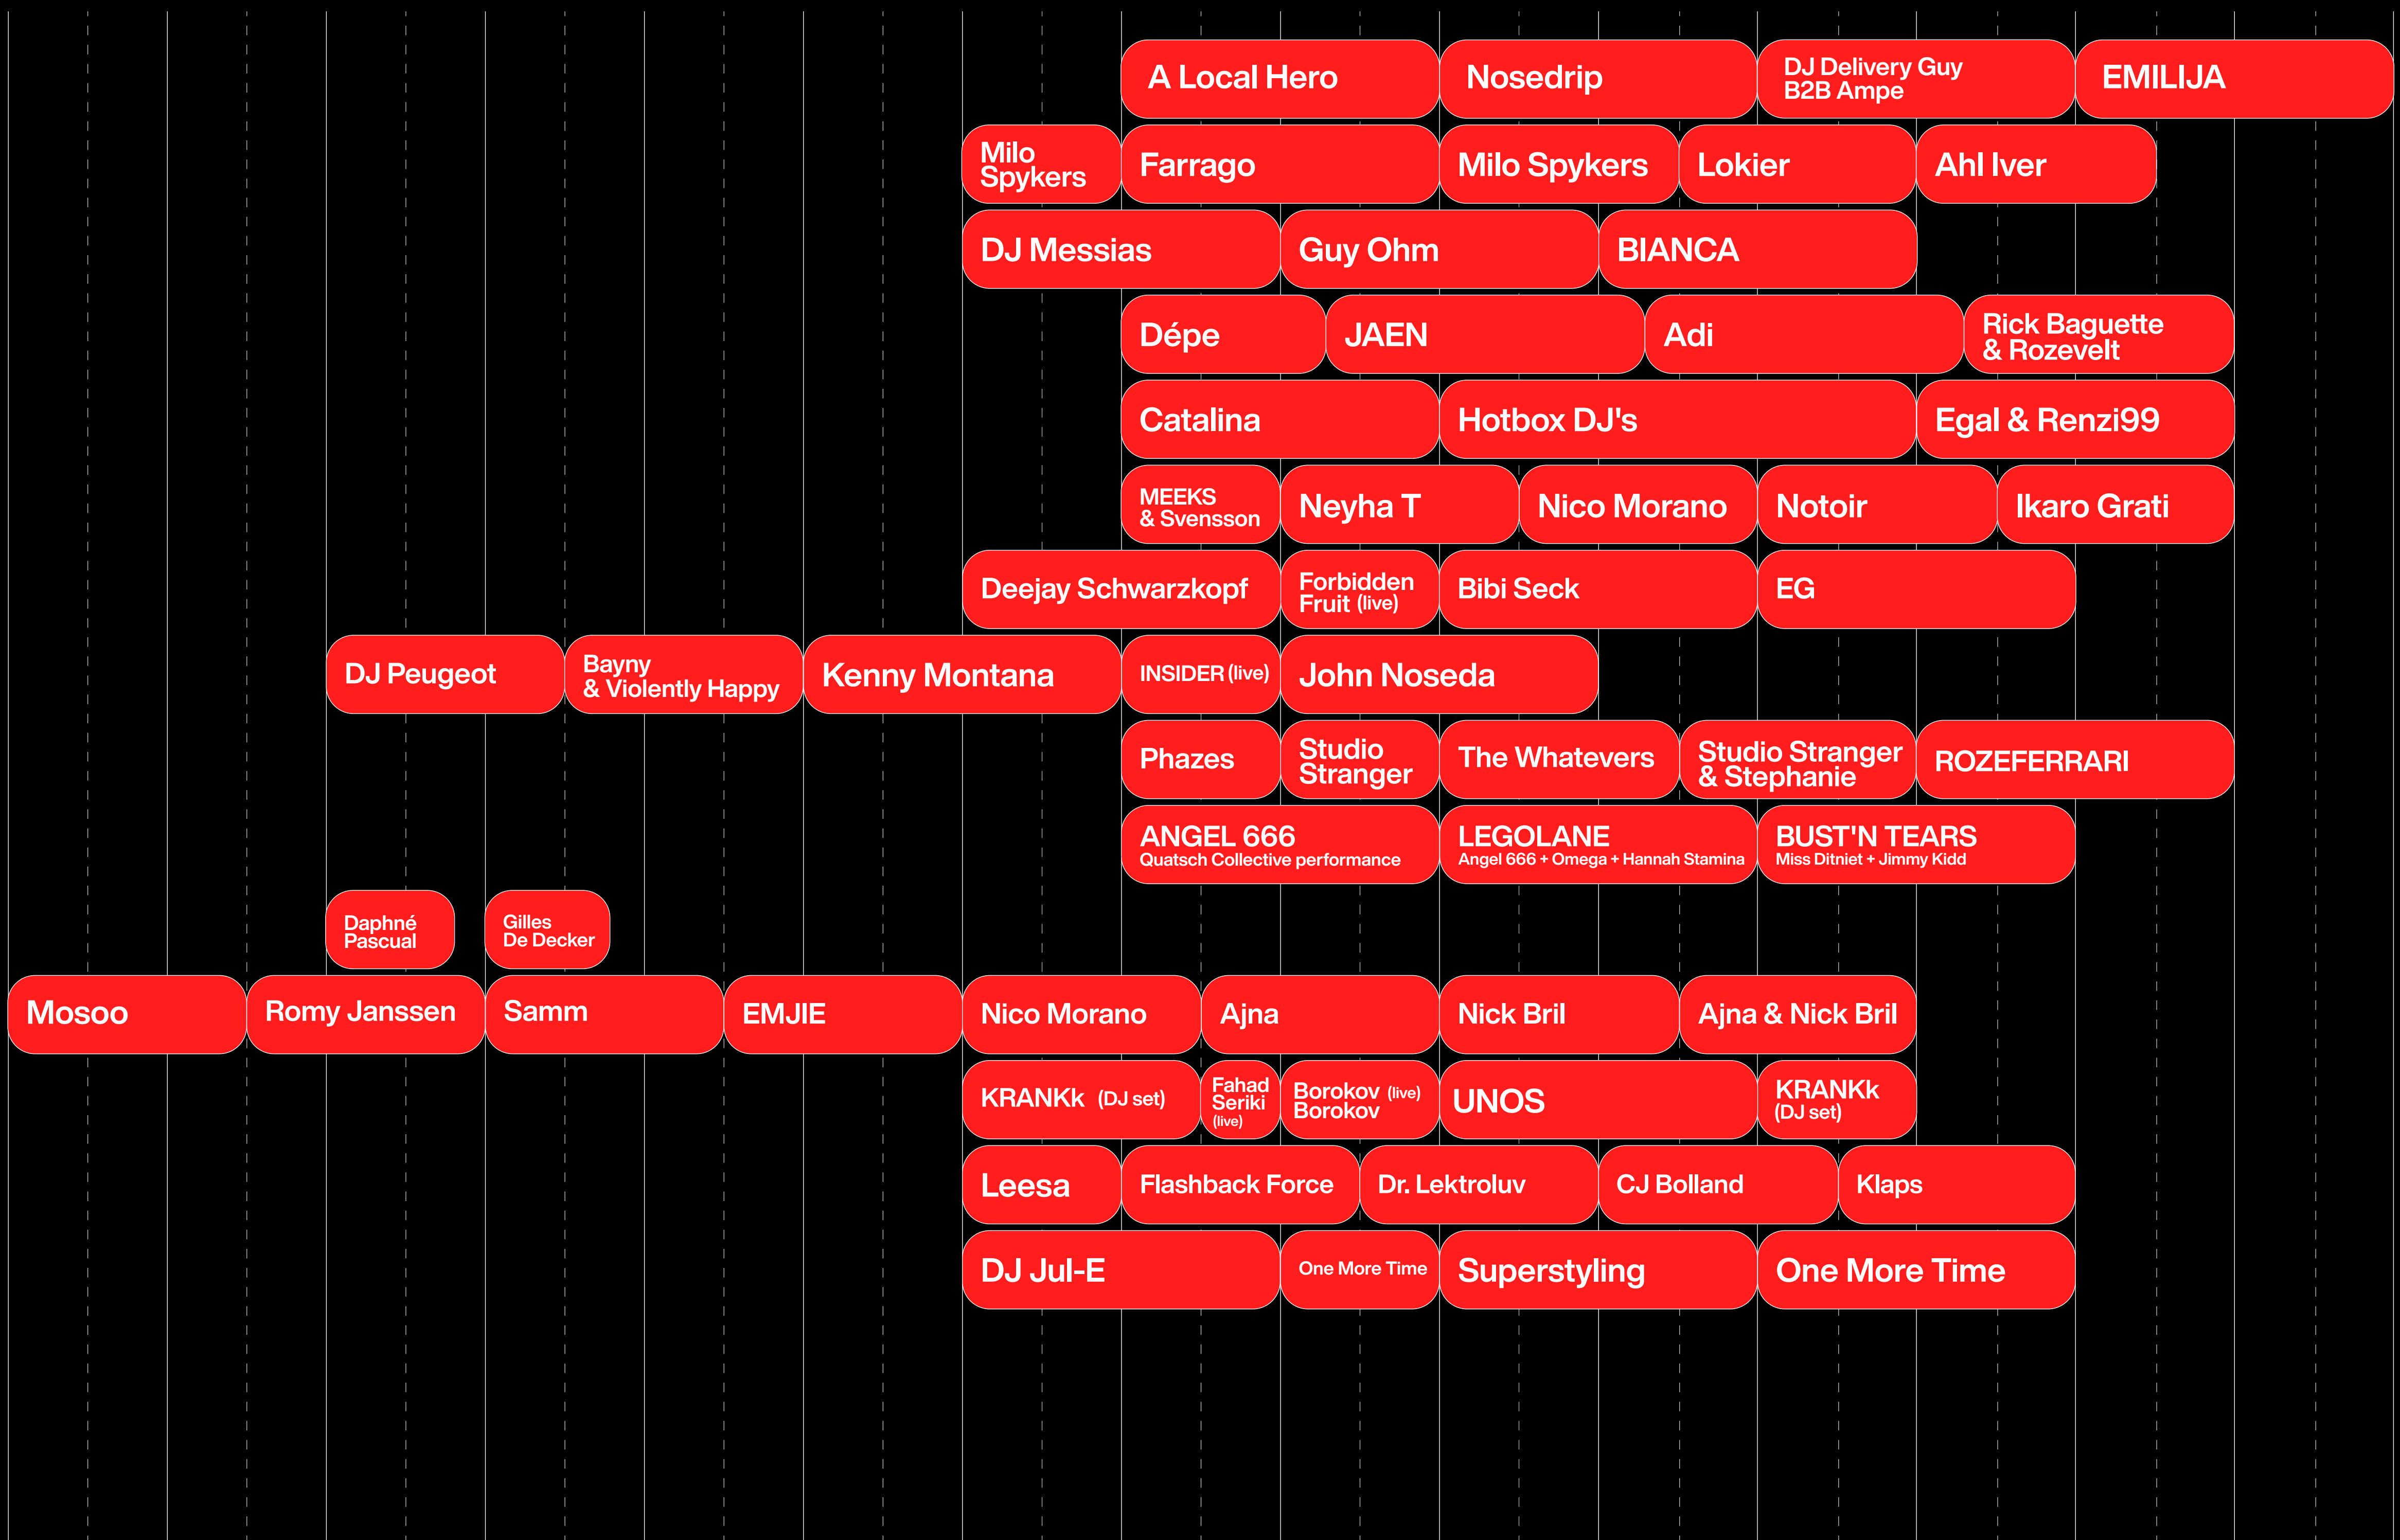 A Local Hero
Nosedrip
DJ Delivery Guy
B2B Ampe
EMILIJA
Milo
Spykers
Farrago
Milo Spykers
Lokier
Ahl Iver
DJ Messias
Guy Ohm
BIANCA
Dépe
JAEN
Adi
Rick Baguette
& Rozevelt
Catalina
Hotbox DJ's
Egal & Renzi99
MEEKS
& Svensson
Neyha T
Nico Morano
Notoir
Ikaro Grati
Deejay Schwarzkopf
Forbidden
Fruit (live)
Bibi Seck
EG
DJ Peugeot
Bayny
& Violently Happy
Kenny Montana
INSIDER (live)
John Noseda
Phazes
Studio
Stranger
The Whatevers
Studio Stranger
& Stephanie
ROZEFERRARI
ANGEL 666
Quatsch Collective performance
LEGOLANE
Angel 666 + Omega + Hannah Stamina
BUST'N TEARS
Miss Ditniet + Jimmy Kidd
Daphné
Pascual
Gilles
De Decker
Mosoo
Romy Janssen
Samm
EMJIE
Nico Morano
Ajna
Nick Bril
Ajna & Nick Bril
KRANKk (DJ set)
Fahad
Seriki
(live)
Borokov (live)
Borokov
UNOS
KRANKk
(DJ set)
Leesa
Flashback Force
Dr. Lektroluv
CJ Bolland
Klaps
DJ Jul-E
One More Time
Superstyling
One More Time